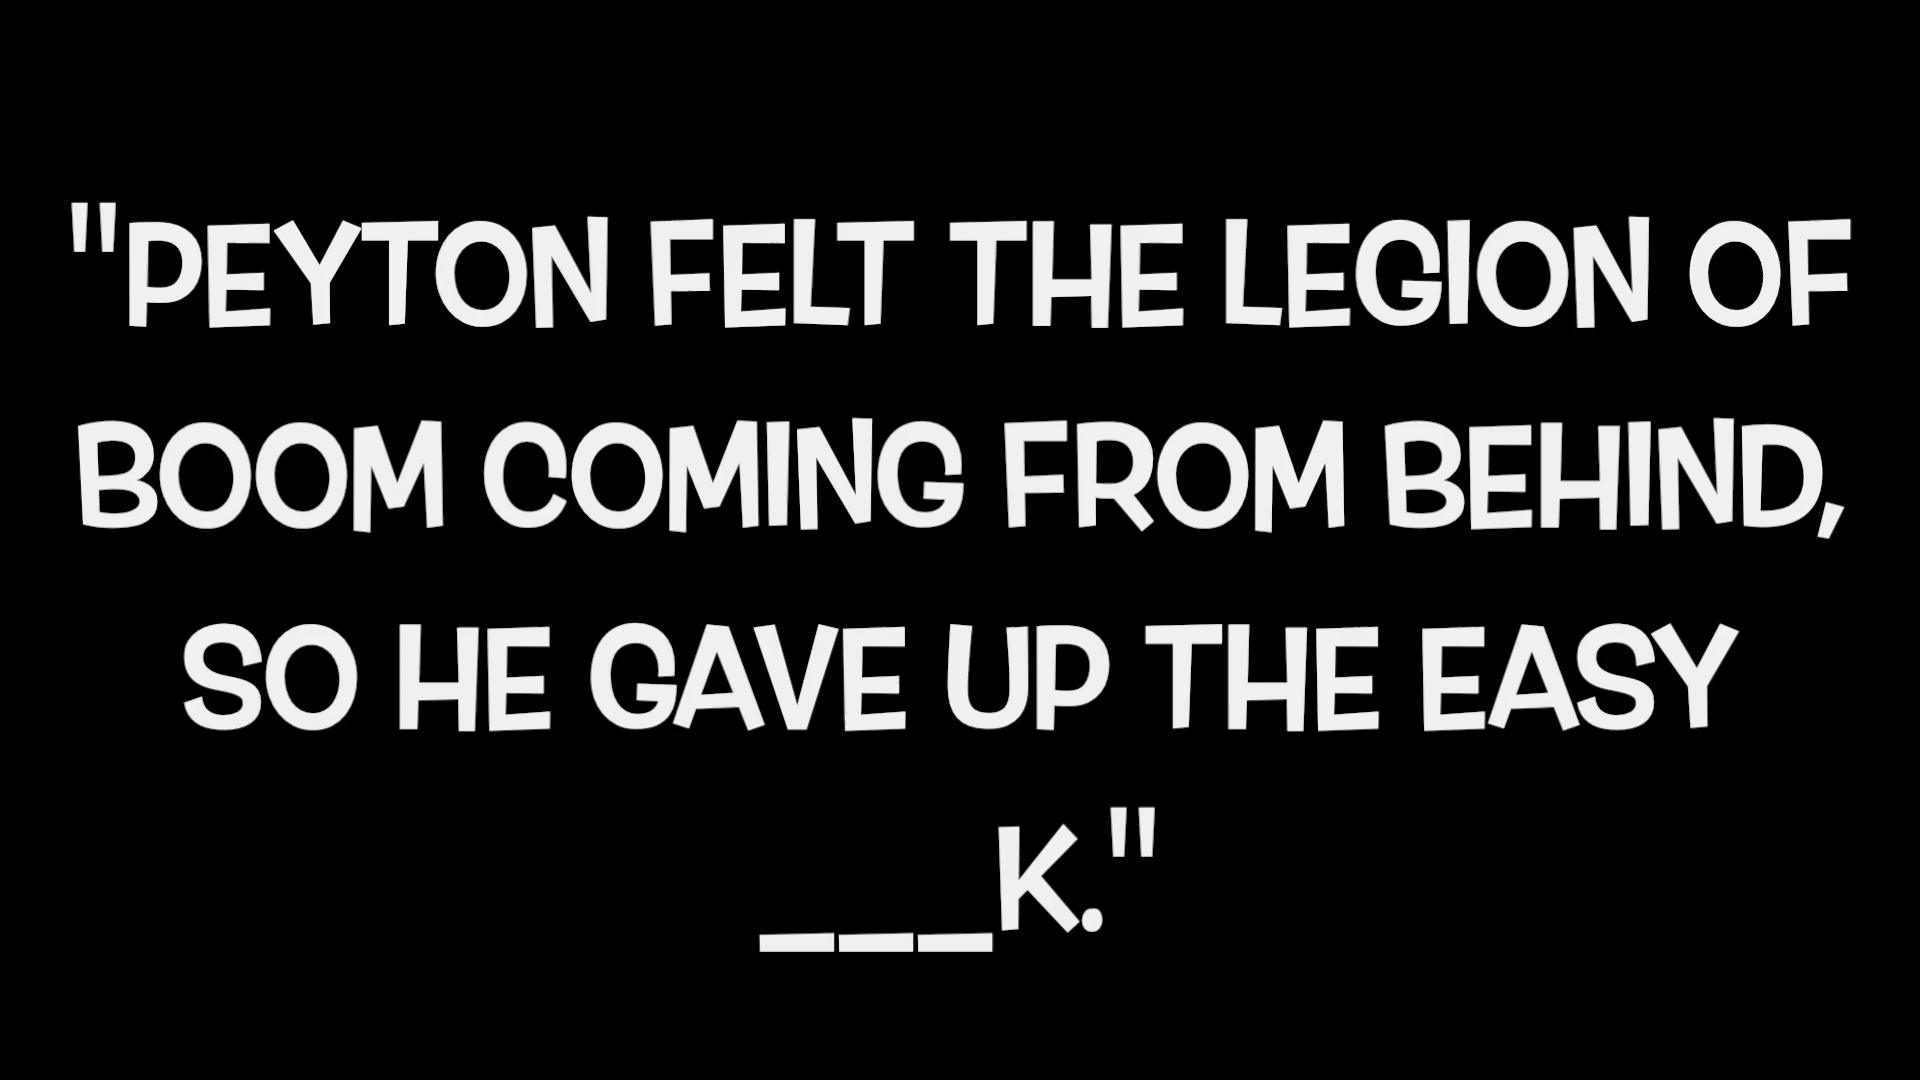 "PEYTON FELT THE LEGION OF
BOOM COMING FROM BEHIND,
SO HE GAVE UP THE EASY
___K."